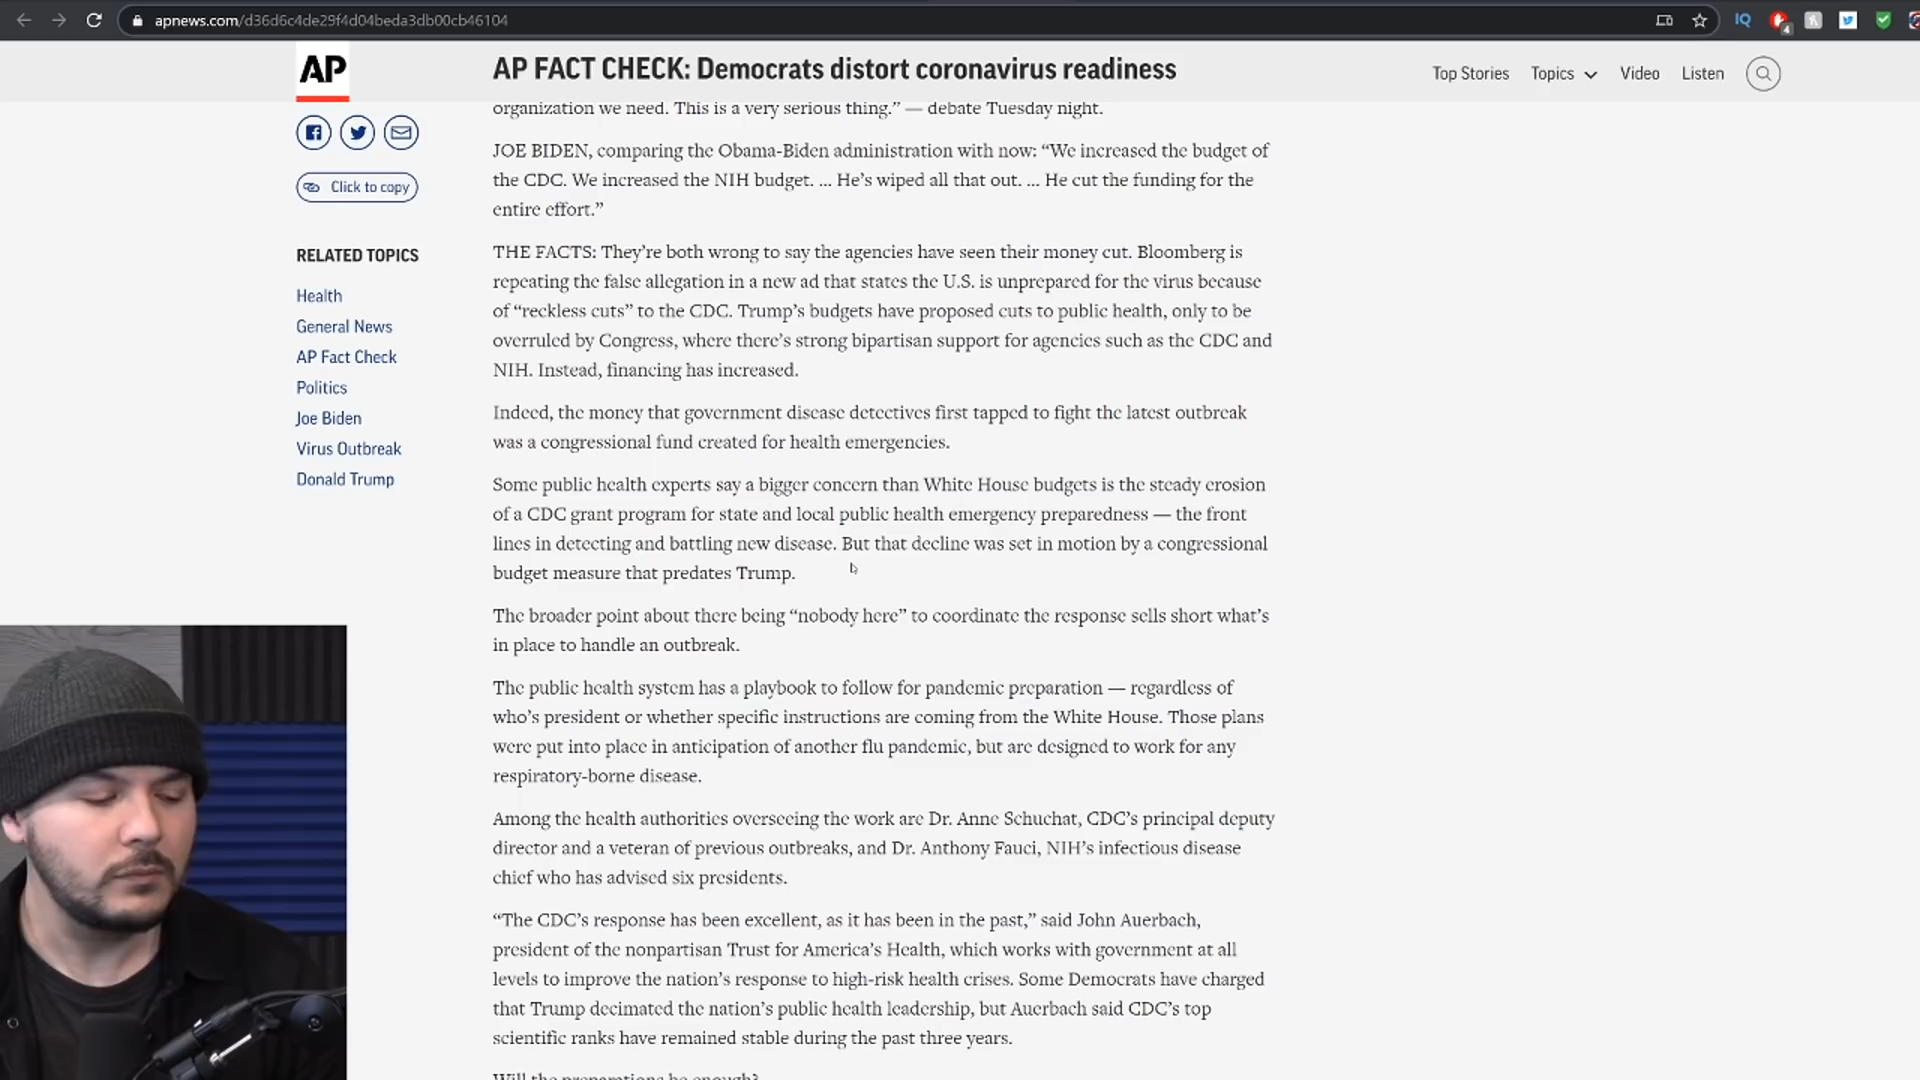 apnews.com/d36d6c4de29f4d04beda3db00cb46104
IQ
4
AP
AP FACT CHECK: Democrats distort coronavirus readiness
Top Stories
Topics
Video
Listen
Click to copy
RELATED TOPICS
Health
General News
AP Fact Check
Politics
Joe Biden
Virus Outbreak
Donald Trump
organization we need. This is a very serious thing.” — debate Tuesday night.
JOE BIDEN, comparing the Obama-Biden administration with now: “We increased the budget of
the CDC. We increased the NIH budget. ... He’s wiped all that out. ... He cut the funding for the
entire effort.”
THE FACTS: They’re both wrong to say the agencies have seen their money cut. Bloomberg is
repeating the false allegation in a new ad that states the U.S. is unprepared for the virus because
of “reckless cuts” to the CDC. Trump’s budgets have proposed cuts to public health, only to be
overruled by Congress, where there’s strong bipartisan support for agencies such as the CDC and
NIH. Instead, financing has increased.
Indeed, the money that government disease detectives first tapped to fight the latest outbreak
was a congressional fund created for health emergencies.
Some public health experts say a bigger concern than White House budgets is the steady erosion
of a CDC grant program for state and local public health emergency preparedness — the front
lines in detecting and battling new disease. But that decline was set in motion by a congressional
budget measure that predates Trump.
The broader point about there being “nobody here” to coordinate the response sells short what’s
in place to handle an outbreak.
The public health system has a playbook to follow for pandemic preparation — regardless of
who’s president or whether specific instructions are coming from the White House. Those plans
were put into place in anticipation of another flu pandemic, but are designed to work for any
respiratory-borne disease.
Among the health authorities overseeing the work are Dr. Anne Schuchat, CDC’s principal deputy
director and a veteran of previous outbreaks, and Dr. Anthony Fauci, NIH’s infectious disease
chief who has advised six presidents.
“The CDC’s response has been excellent, as it has been in the past,” said John Auerbach,
president of the nonpartisan Trust for America’s Health, which works with government at all
levels to improve the nation’s response to high-risk health crises. Some Democrats have charged
that Trump decimated the nation’s public health leadership, but Auerbach said CDC’s top
scientific ranks have remained stable during the past three years.
Will the preparations be enough?